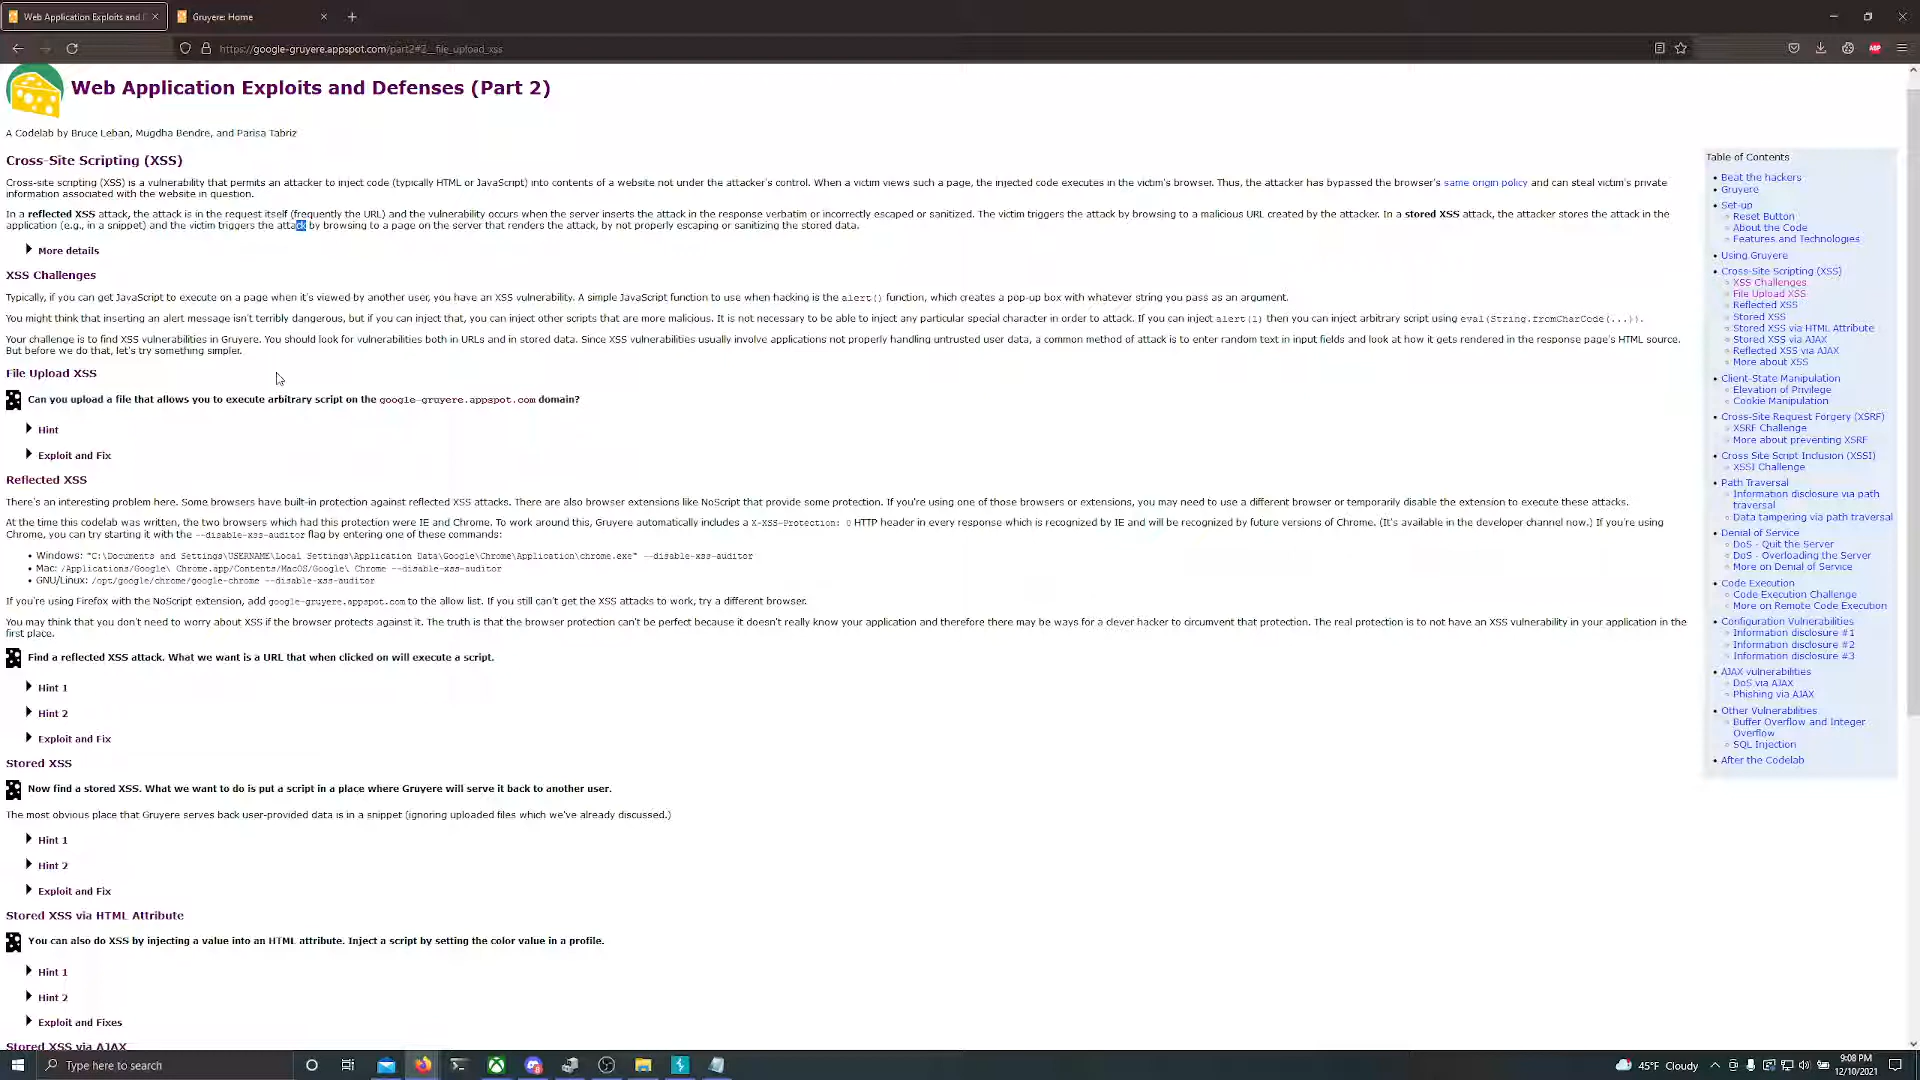 Web Application Exploits and D
Gruyere: Home
https://google-gruyere.appspot.com/part2#2__file_upload_xss
ABP
Web Application Exploits and Defenses (Part 2)
A Codelab by Bruce Leban, Mugdha Bendre, and Parisa Tabriz
Cross-Site Scripting (XSS)
Cross-site scripting (XSS) is a vulnerability that permits an attacker to inject code (typically HTML or JavaScript) into contents of a website not under the attacker's control. When a victim views such a page, the injected code executes in the victim's browser. Thus, the attacker has bypassed the browser's same origin policy and can steal victim's private
information associated with the website in question.
In a reflected XSS attack, the attack is in the request itself (frequently the URL) and the vulnerability occurs when the server inserts the attack in the response verbatim or incorrectly escaped or sanitized. The victim triggers the attack by browsing to a malicious URL created by the attacker. In a stored XSS attack, the attacker stores the attack in the
application (e.g., in a snippet) and the victim triggers the attack by browsing to a page on the server that renders the attack, by not properly escaping or sanitizing the stored data.
More details
XSS Challenges
Typically, if you can get JavaScript to execute on a page when it's viewed by another user, you have an XSS vulnerability. A simple JavaScript function to use when hacking is the alert() function, which creates a pop-up box with whatever string you pass as an argument.
You might think that inserting an alert message isn't terribly dangerous, but if you can inject that, you can inject other scripts that are more malicious. It is not necessary to be able to inject any particular special character in order to attack. If you can inject alert(1) then you can inject arbitrary script using eval(String.fromCharCode(...)).
Your challenge is to find XSS vulnerabilities in Gruyere. You should look for vulnerabilities both in URLs and in stored data. Since XSS vulnerabilities usually involve applications not properly handling untrusted user data, a common method of attack is to enter random text in input fields and look at how it gets rendered in the response page's HTML source.
But before we do that, let's try something simpler.
File Upload XSS
Can you upload a file that allows you to execute arbitrary script on the google-gruyere.appspot.com domain?
Hint
Exploit and Fix
Reflected XSS
There's an interesting problem here. Some browsers have built-in protection against reflected XSS attacks. There are also browser extensions like NoScript that provide some protection. If you're using one of those browsers or extensions, you may need to use a different browser or temporarily disable the extension to execute these attacks.
At the time this codelab was written, the two browsers which had this protection were IE and Chrome. To work around this, Gruyere automatically includes a X-XSS-Protection: 0 HTTP header in every response which is recognized by IE and will be recognized by future versions of Chrome. (It's available in the developer channel now.) If you're using
Chrome, you can try starting it with the --disable-xss-auditor flag by entering one of these commands:
• Windows: "C:\Documents and Settings\USERNAME\Local Settings\Application Data\Google\Chrome\Application\chrome.exe" --disable-xss-auditor
• Mac: /Applications/Google\ Chrome.app/Contents/MacOS/Google\ Chrome --disable-xss-auditor
• GNU/Linux: /opt/google/chrome/google-chrome --disable-xss-auditor
If you're using Firefox with the NoScript extension, add google-gruyere.appspot.com to the allow list. If you still can't get the XSS attacks to work, try a different browser.
You may think that you don't need to worry about XSS if the browser protects against it. The truth is that the browser protection can't be perfect because it doesn't really know your application and therefore there may be ways for a clever hacker to circumvent that protection. The real protection is to not have an XSS vulnerability in your application in the
first place.
Find a reflected XSS attack. What we want is a URL that when clicked on will execute a script.
Hint 1
Hint 2
Exploit and Fix
Stored XSS
Now find a stored XSS. What we want to do is put a script in a place where Gruyere will serve it back to another user.
The most obvious place that Gruyere serves back user-provided data is in a snippet (ignoring uploaded files which we've already discussed.)
Hint 1
Hint 2
Exploit and Fix
Stored XSS via HTML Attribute
You can also do XSS by injecting a value into an HTML attribute. Inject a script by setting the color value in a profile.
Hint 1
Hint 2
Exploit and Fixes
Stored XSS via AJAX
Table of Contents
• Beat the hackers
• Gruyere
• Set-up
Reset Button
About the Code
Features and Technologies
• Using Gruyere
• Cross-Site Scripting (XSS)
XSS Challenges
File Upload XSS
Reflected XSS
Stored XSS
Stored XSS via HTML Attribute
Stored XSS via AJAX
Reflected XSS via AJAX
More about XSS
• Client-State Manipulation
Elevation of Privilege
Cookie Manipulation
• Cross-Site Request Forgery (XSRF)
XSRF Challenge
More about preventing XSRF
• Cross Site Script Inclusion (XSSI)
XSSI Challenge
• Path Traversal
Information disclosure via path
traversal
Data tampering via path traversal
• Denial of Service
DoS - Quit the Server
DoS - Overloading the Server
More on Denial of Service
• Code Execution
Code Execution Challenge
More on Remote Code Execution
• Configuration Vulnerabilities
Information disclosure #1
Information disclosure #2
Information disclosure #3
• AJAX vulnerabilities
DoS via AJAX
Phishing via AJAX
• Other Vulnerabilities
Buffer Overflow and Integer
Overflow
SQL Injection
• After the Codelab
Type here to search
45°F Cloudy
9:08 PM
12/10/2021